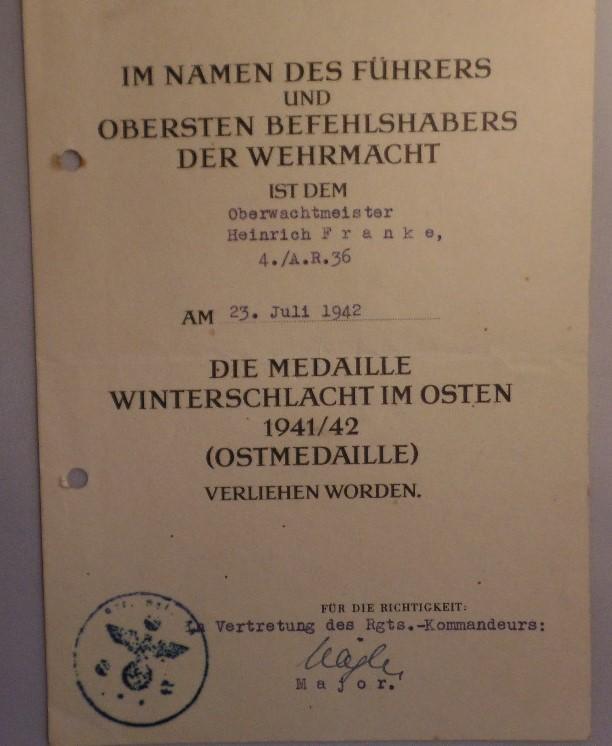 IM NAMEN DES FÜHRERS
UND
OBERSTEN BEFEHLSHABERS
DER WEHRMACHT
IST DEM
Oberwachtmeister
Heinrich F r a n k e,
4./A.R.36
AM 23. Juli 1942
DIE MEDAILLE
WINTERSCHLACHT IM OSTEN
1941/42
(OSTMEDAILLE)
VERLIEHEN WORDEN.
FÜR DIE RICHTIGKEIT:
In Vertretung des Rgts.-Kommandeurs:
M a j o r.